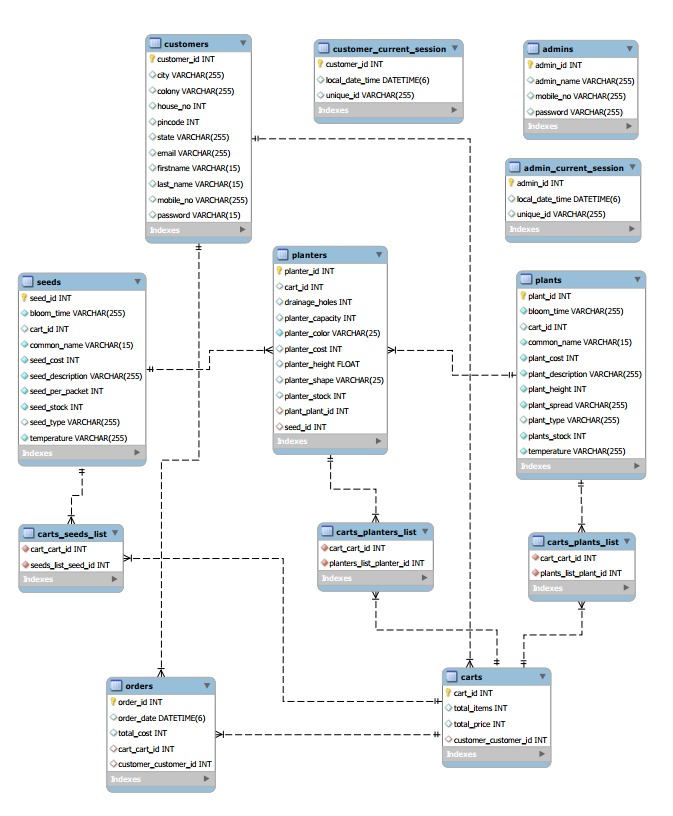 customers
customer_id INT
city VARCHAR(255)
colony VARCHAR(255)
house_no INT
pincode INT
state VARCHAR(255)
email VARCHAR(255)
firstname VARCHAR(15)
last_name VARCHAR(15)
mobile_no VARCHAR(255)
password VARCHAR(15)
Indexes
customer_current_session
customer_id INT
local_date_time DATETIME(6)
unique_id VARCHAR(255)
Indexes
admins
admin_id INT
admin_name VARCHAR(255)
mobile_no VARCHAR(255)
password VARCHAR(255)
Indexes
admin_current_session
admin_id INT
local_date_time DATETIME(6)
unique_id VARCHAR(255)
Indexes
seeds
seed_id INT
bloom_time VARCHAR(255)
cart_id INT
common_name VARCHAR(15)
seed_cost INT
seed_description VARCHAR(255)
seed_per_packet INT
seed_stock INT
seed_type VARCHAR(255)
temperature VARCHAR(255)
Indexes
planters
planter_id INT
cart_id INT
drainage_holes INT
planter_capacity INT
planter_color VARCHAR(25)
planter_cost INT
planter_height FLOAT
planter_shape VARCHAR(25)
planter_stock INT
plant_plant_id INT
seed_id INT
Indexes
plants
plant_id INT
bloom_time VARCHAR(255)
cart_id INT
common_name VARCHAR(15)
plant_cost INT
plant_description VARCHAR(255)
plant_height INT
plant_spread VARCHAR(255)
plant_type VARCHAR(255)
plants_stock INT
temperature VARCHAR(255)
Indexes
carts_seeds_list
cart_cart_id INT
seeds_list_seed_id INT
Indexes
carts_planters_list
cart_cart_id INT
planters_list_planter_id INT
Indexes
carts_plants_list
cart_cart_id INT
plants_list_plant_id INT
Indexes
orders
order_id INT
order_date DATETIME(6)
total_cost INT
cart_cart_id INT
customer_customer_id INT
Indexes
carts
cart_id INT
total_items INT
total_price INT
customer_customer_id INT
Indexes